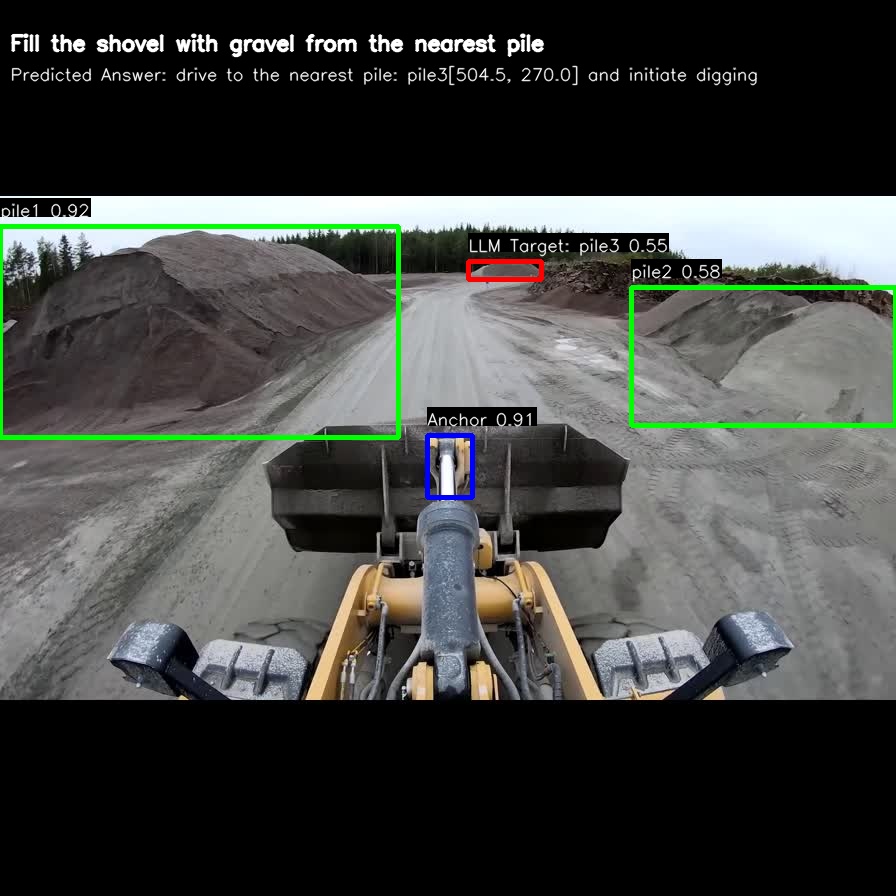 Fill the shovel with gravel from the nearest pile
Predicted Answer: drive to the nearest pile: pile3[504.5, 270.0] and initiate digging
pile1 0.92
LLM Target: pile3 0.55
pile2 0.58
Anchor 0.91